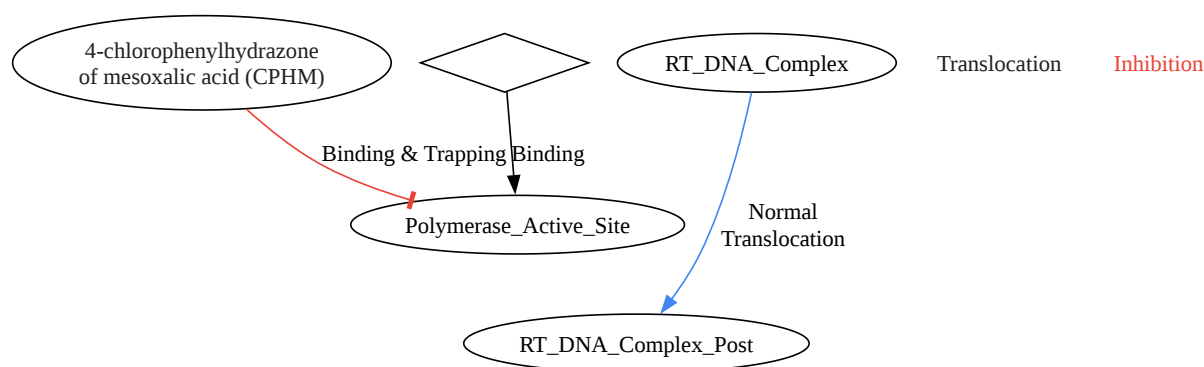 4-chlorophenylhydrazone
of mesoxalic acid (CPHM)
RT_DNA_Complex
Translocation
Inhibition
Binding & Trapping
Binding
Polymerase_Active_Site
Normal
Translocation
RT_DNA_Complex_Post